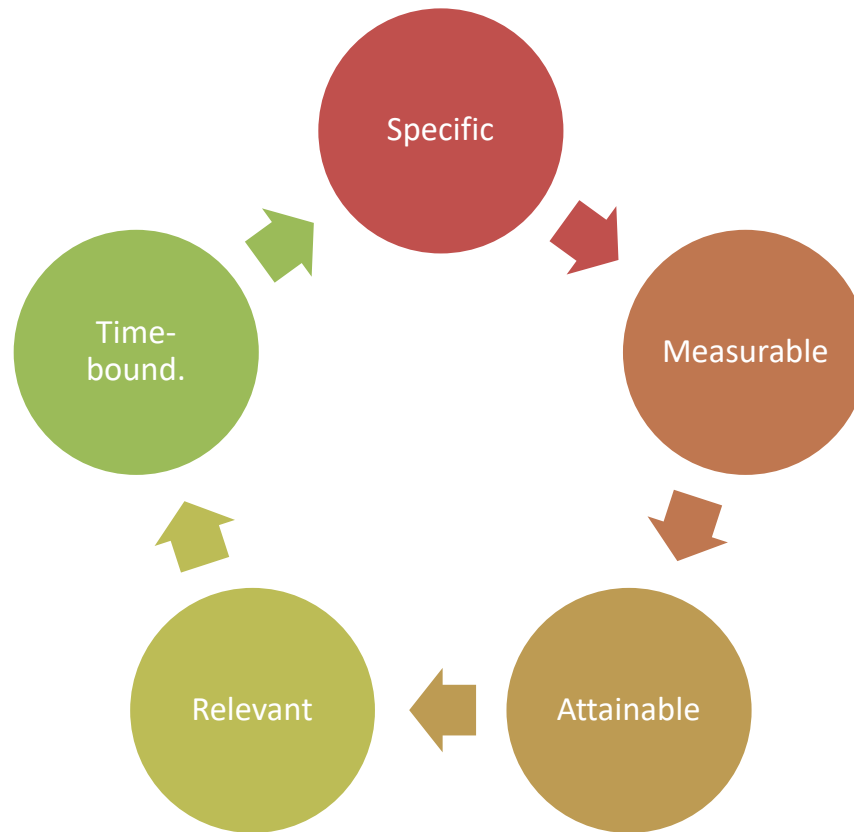 Specific
Measurable
Attainable
Relevant
Time-
bound.